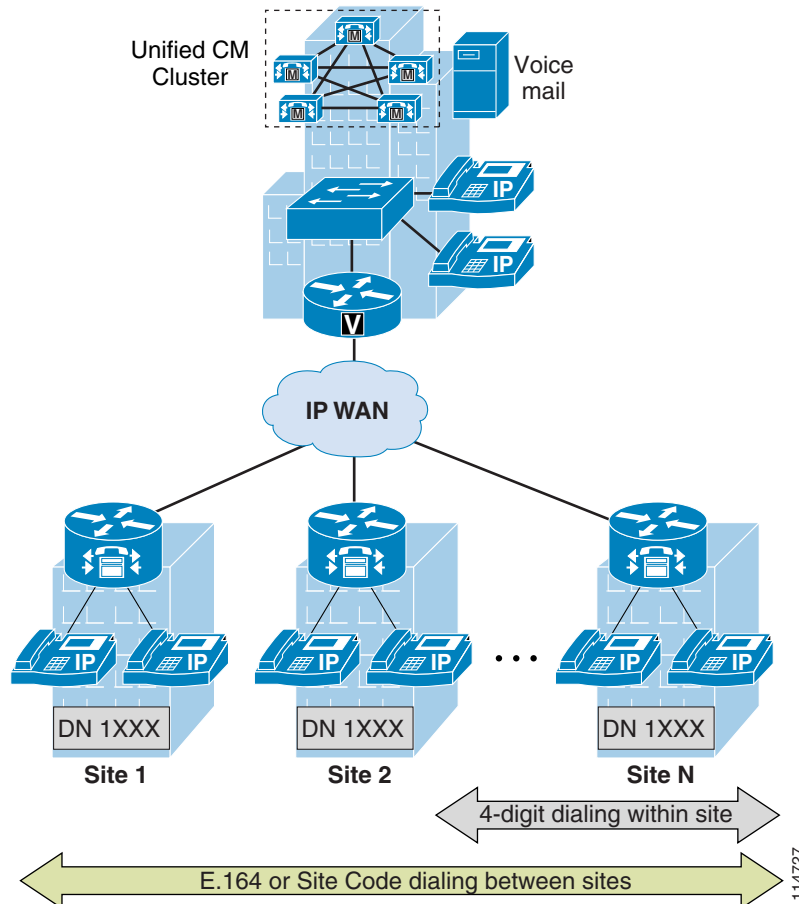 Unified CM
Cluster
M
M
M
M
M
Voice
mail
IP
IP
V
IP WAN
IP
IP
IP
IP
IP
IP
DN 1XXX
DN 1XXX
DN 1XXX
Site 1
Site 2
Site N
4-digit dialing within site
E.164 or Site Code dialing between sites
114727